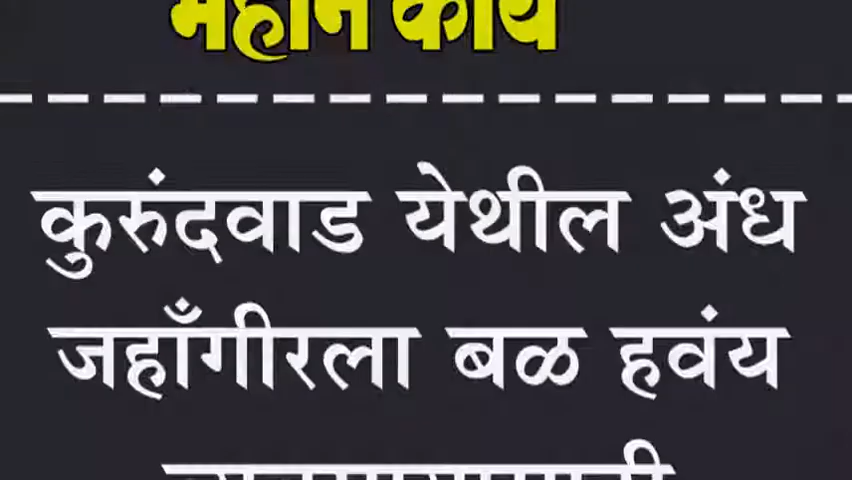 महान कार्य
कुरुंदवाड येथील अंध
जहाँगीरला बळ हवंय